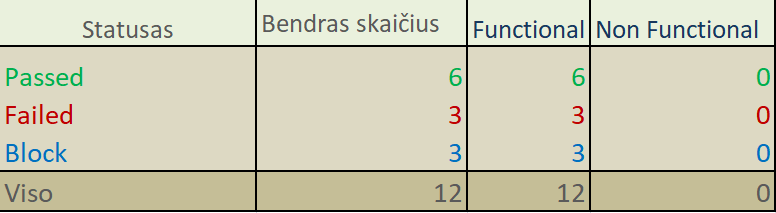 Statusas Bendras skaičius Functional Non Functional
Passed 6 6 0
Failed 3 3 0
Block 3 3 0
Viso 12 12 0